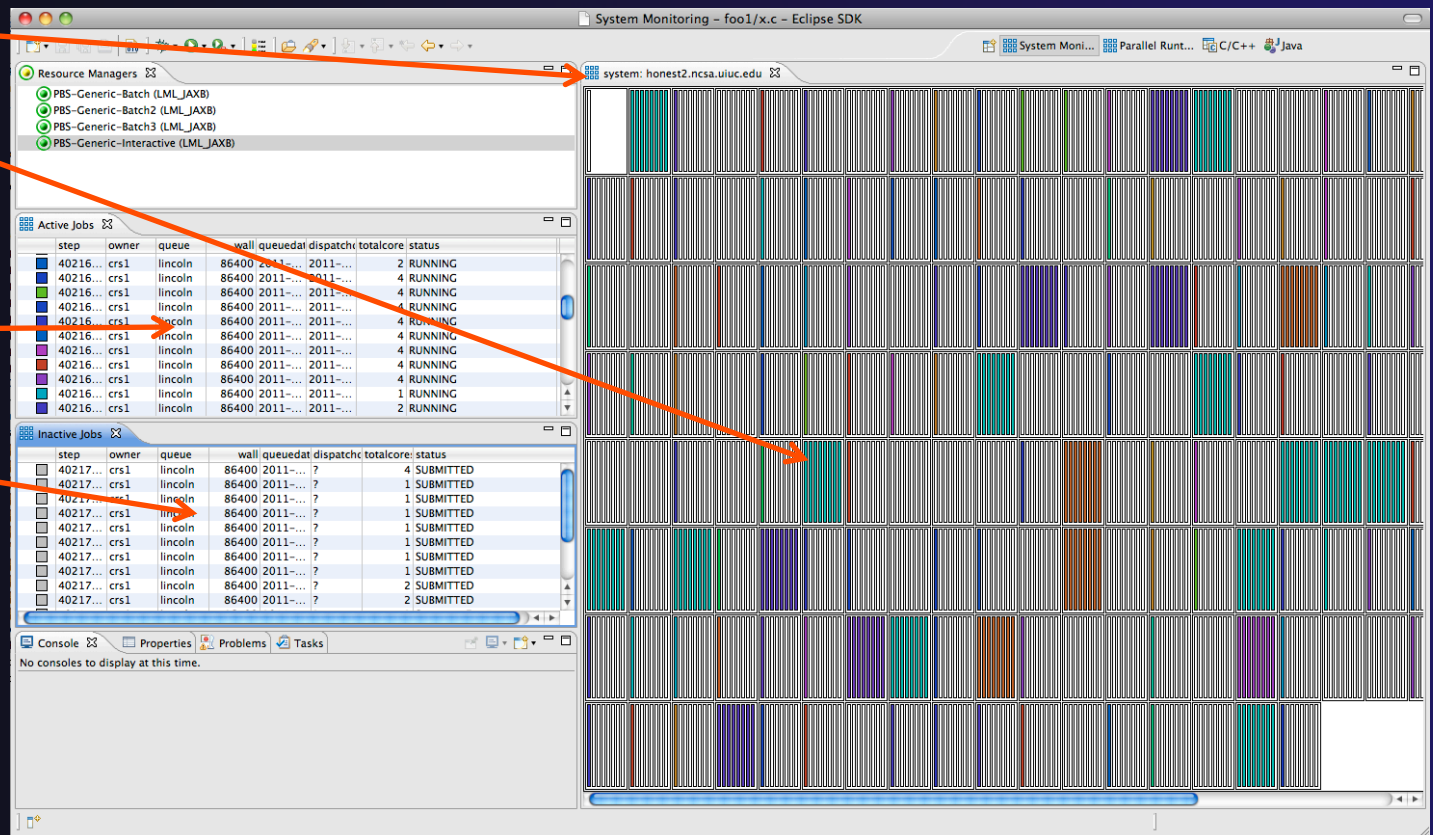 System Monitoring - foo1/x.c - Eclipse SDK
System Moni... Parallel Runt... C/C++ Java
Resource Managers
PBS-Generic-Batch (LML_JAXB)
PBS-Generic-Batch2 (LML_JAXB)
PBS-Generic-Batch3 (LML_JAXB)
PBS-Generic-Interactive (LML_JAXB)
Active Jobs
step owner queue wall queuedat dispatchc totalcore status
40216... crs1 lincoln 86400 2011-... 2011-... 2 RUNNING
40216... crs1 lincoln 86400 2011-... 2011-... 4 RUNNING
40216... crs1 lincoln 86400 2011-... 2011-... 4 RUNNING
40216... crs1 lincoln 86400 2011-... 2011-... 4 RUNNING
40216... crs1 lincoln 86400 2011-... 2011-... 4 RUNNING
40216... crs1 lincoln 86400 2011-... 2011-... 4 RUNNING
40216... crs1 lincoln 86400 2011-... 2011-... 4 RUNNING
40216... crs1 lincoln 86400 2011-... 2011-... 4 RUNNING
40216... crs1 lincoln 86400 2011-... 2011-... 4 RUNNING
40216... crs1 lincoln 86400 2011-... 2011-... 1 RUNNING
40216... crs1 lincoln 86400 2011-... 2011-... 2 RUNNING
Inactive Jobs
step owner queue wall queuedat dispatchc totalcore: status
40217... crs1 lincoln 86400 2011-... ? 4 SUBMITTED
40217... crs1 lincoln 86400 2011-... ? 1 SUBMITTED
40217... crs1 lincoln 86400 2011-... ? 1 SUBMITTED
40217... crs1 lincoln 86400 2011-... ? 1 SUBMITTED
40217... crs1 lincoln 86400 2011-... ? 1 SUBMITTED
40217... crs1 lincoln 86400 2011-... ? 1 SUBMITTED
40217... crs1 lincoln 86400 2011-... ? 1 SUBMITTED
40217... crs1 lincoln 86400 2011-... ? 1 SUBMITTED
40217... crs1 lincoln 86400 2011-... ? 2 SUBMITTED
40217... crs1 lincoln 86400 2011-... ? 2 SUBMITTED
Console Properties Problems Tasks
No consoles to display at this time.
system: honest2.ncsa.uiuc.edu